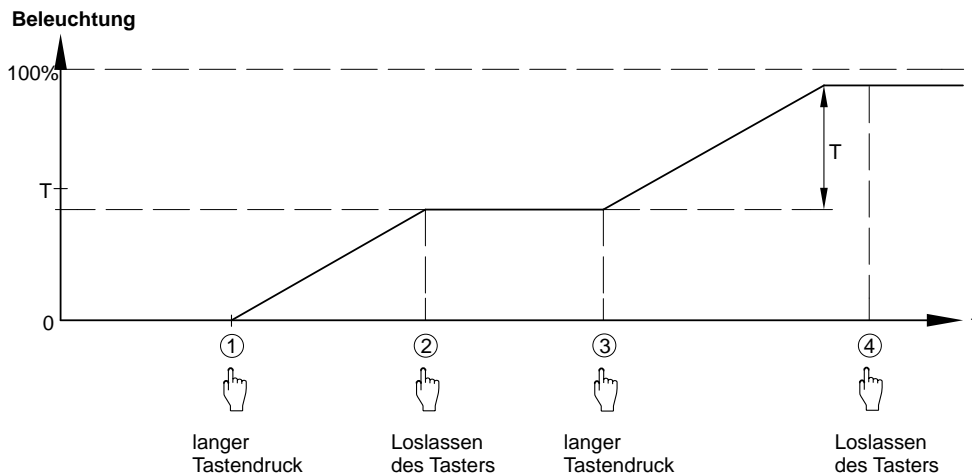 Beleuchtung
100%
T
T
0
1
2
3
4
langer
Tastendruck
Loslassen
des Tasters
langer
Tastendruck
Loslassen
des Tasters